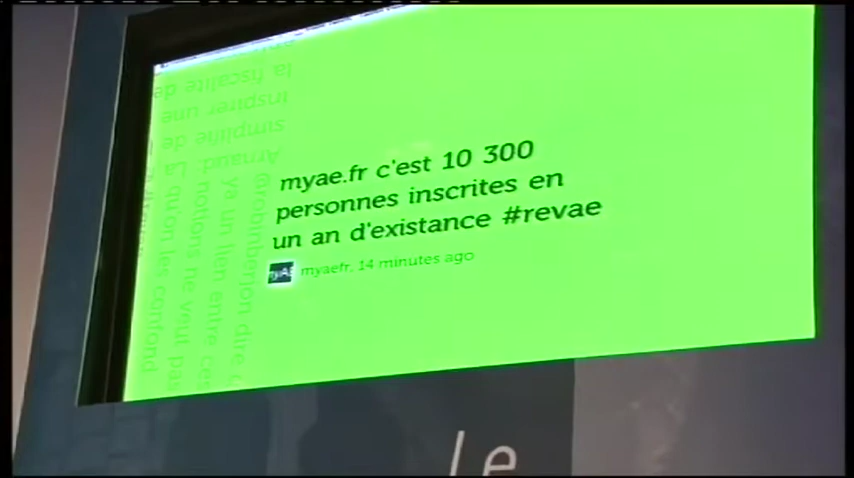 myae.fr c'est 10 300
personnes inscrites en
un an d'existance #revae
myAE myaefr, 14 minutes ago
la fiscalité de
inspirer une
simplifié de
Arnaud: La
@robinberjon dire
ya un lien entre ces
notions ne veut pas
qu'on les confond
Le